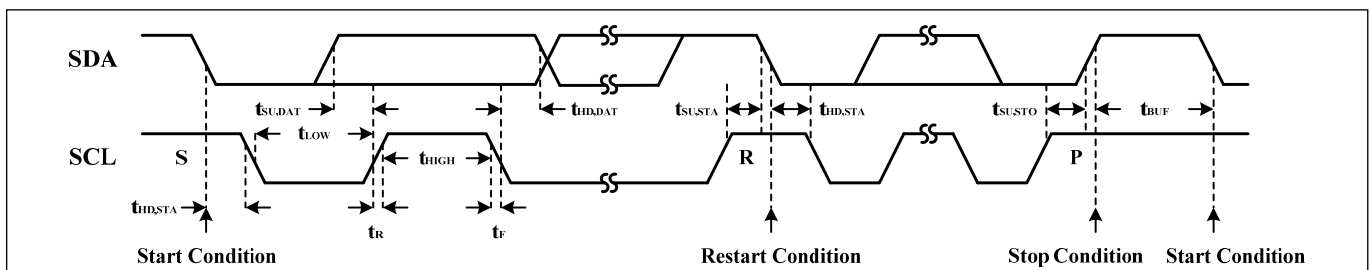 SDA
tSU,DAT
tHD,DAT
tSU,STA
tHD,STA
tSU,STO
tBUF
tLOW
tHIGH
SCL
S
R
P
tHD,STA
tR
tF
Start Condition
Restart Condition
Stop Condition
Start Condition